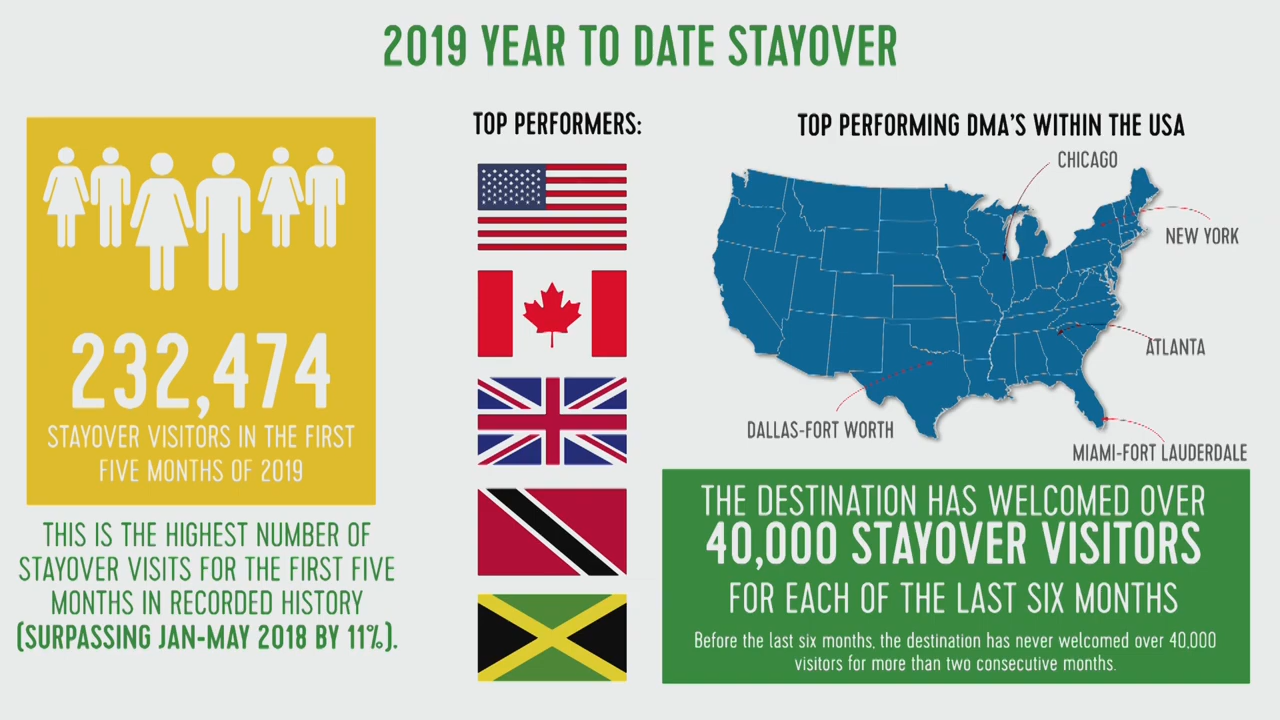 2019 YEAR TO DATE STAYOVER
232,474
STAYOVER VISITORS IN THE FIRST
FIVE MONTHS OF 2019
THIS IS THE HIGHEST NUMBER OF
STAYOVER VISITS FOR THE FIRST FIVE
MONTHS IN RECORDED HISTORY
(SURPASSING JAN-MAY 2018 BY 11%).
TOP PERFORMERS:
TOP PERFORMING DMA'S WITHIN THE USA
CHICAGO
NEW YORK
ATLANTA
DALLAS-FORT WORTH
MIAMI-FORT LAUDERDALE
THE DESTINATION HAS WELCOMED OVER
40,000 STAYOVER VISITORS
FOR EACH OF THE LAST SIX MONTHS
Before the last six months, the destination has never welcomed over 40,000
visitors for more than two consecutive months.